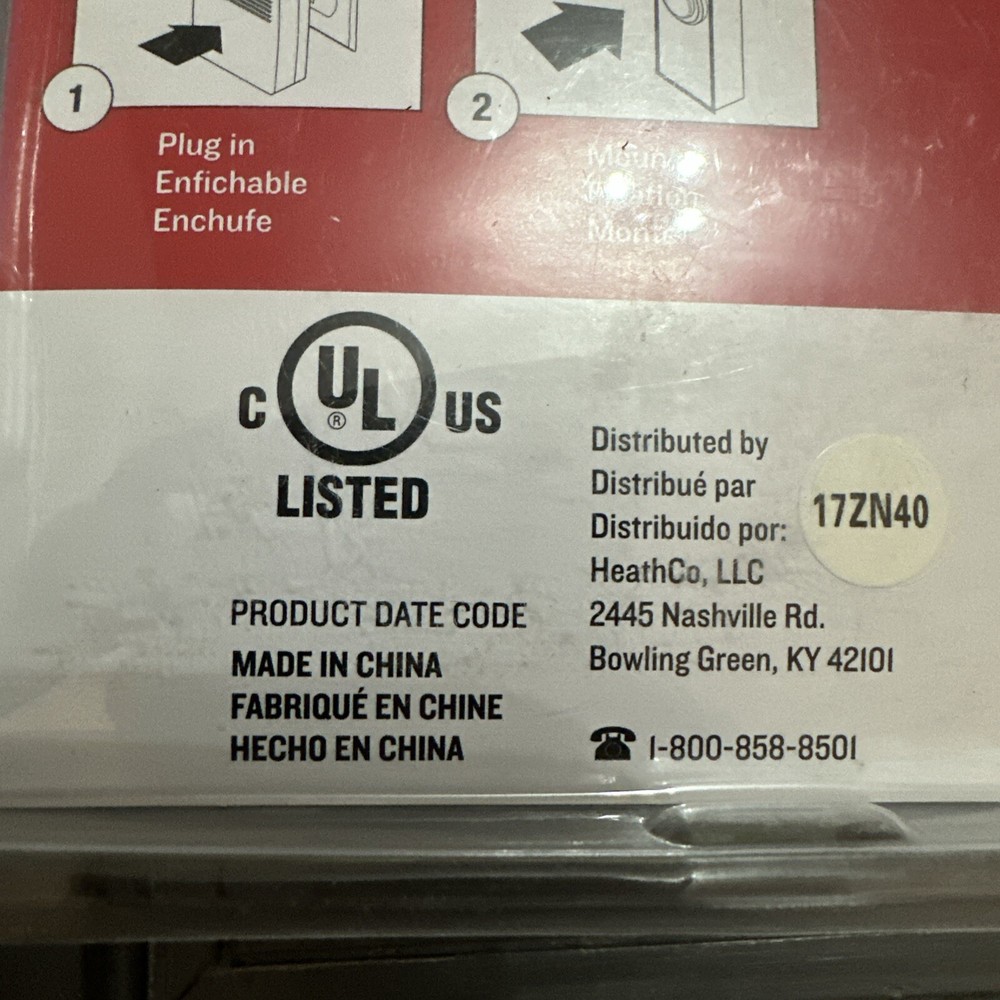 1
Plug in
Enfichable
Enchufe
2
C UL ® US
LISTED
PRODUCT DATE CODE
MADE IN CHINA
FABRIQUÉ EN CHINE
HECHO EN CHINA
Distributed by
Distribué par
Distribuido por:
HeathCo, LLC
2445 Nashville Rd.
Bowling Green, KY 42101
1-800-858-8501
17ZN40